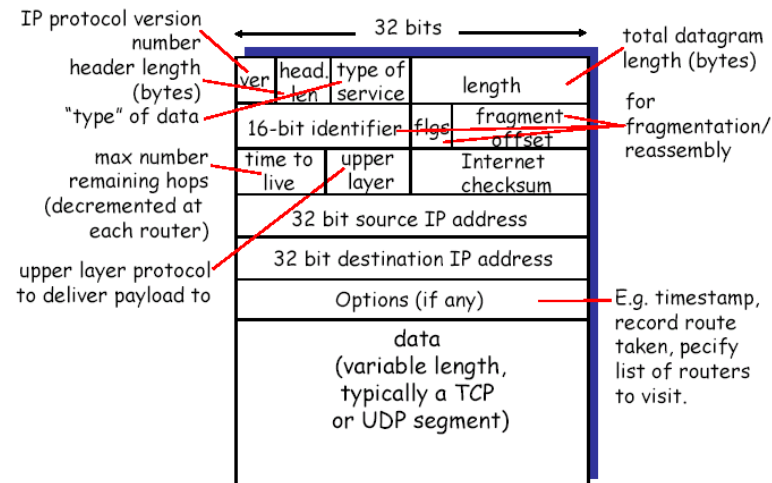 IP protocol version
number
header length
(bytes)
"type" of data
max number
remaining hops
(decremented at
each router)
upper layer protocol
to deliver payload to
32 bits
ver
head.
len
type of
service
length
16-bit identifier
flgs
fragment
offset
time to
live
upper
layer
Internet
checksum
32 bit source IP address
32 bit destination IP address
Options (if any)
data
(variable length,
typically a TCP
or UDP segment)
total datagram
length (bytes)
for
fragmentation/
reassembly
E.g. timestamp,
record route
taken, pecify
list of routers
to visit.